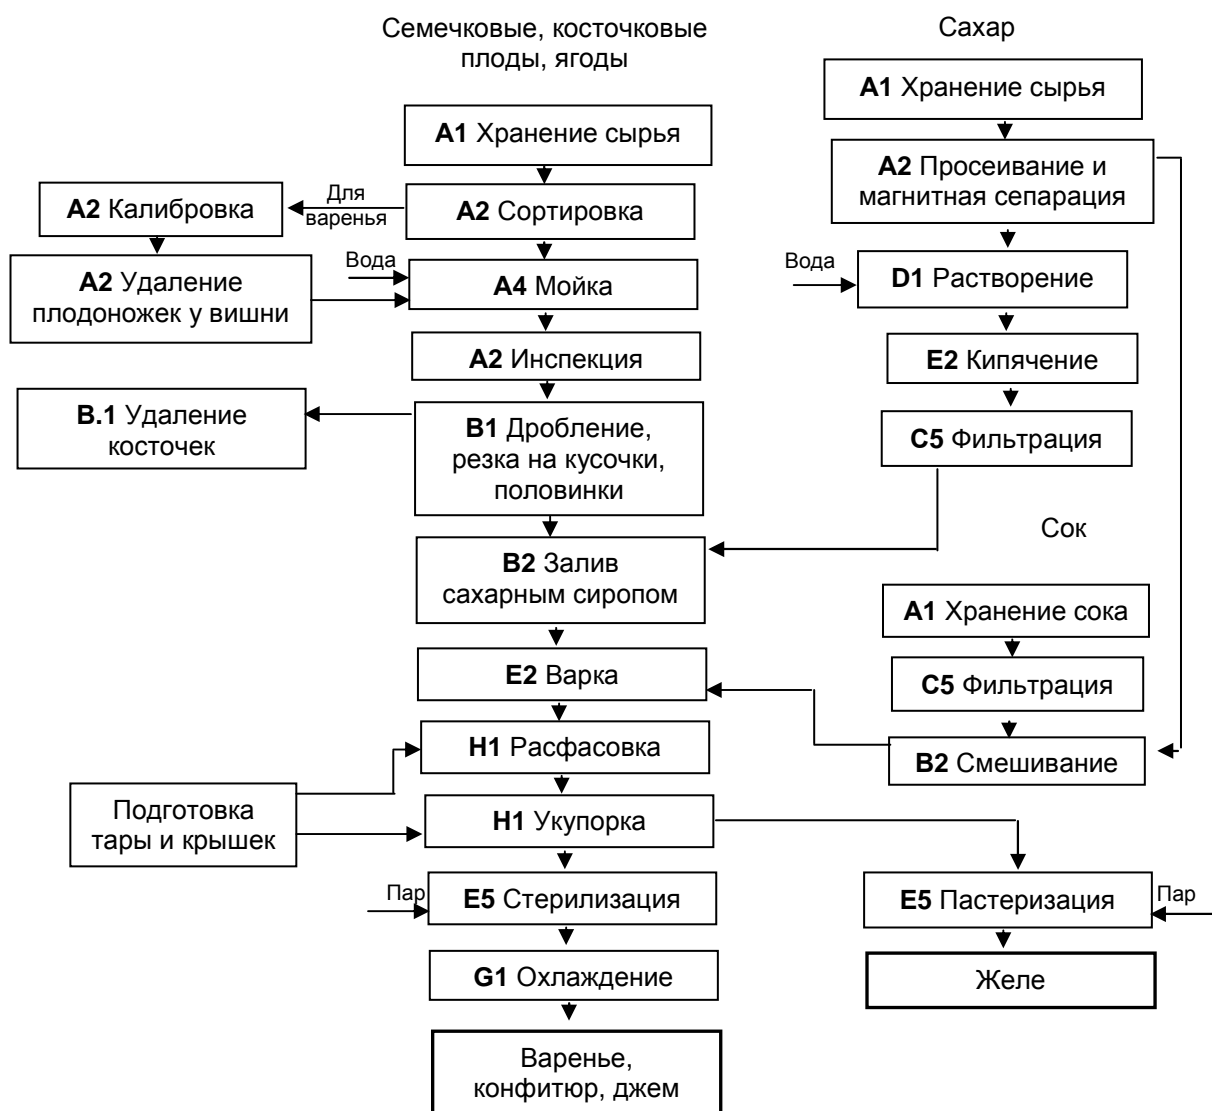 Семечковые, косточковые
плоды, ягоды
Сахар
A1 Хранение сырья
A1 Хранение сырья
A2 Просеивание и
магнитная сепарация
Для
варенья
A2 Калибровка
A2 Сортировка
A2 Удаление
плодоножек у вишни
Вода
A4 Мойка
Вода
D1 Растворение
A2 Инспекция
E2 Кипячение
B.1 Удаление
косточек
B1 Дробление,
резка на кусочки,
половинки
C5 Фильтрация
Сок
B2 Залив
сахарным сиропом
A1 Хранение сока
E2 Варка
C5 Фильтрация
H1 Расфасовка
B2 Смешивание
Подготовка
тары и крышек
H1 Укупорка
Пар
E5 Стерилизация
E5 Пастеризация
Пар
G1 Охлаждение
Желе
Варенье,
конфитюр, джем